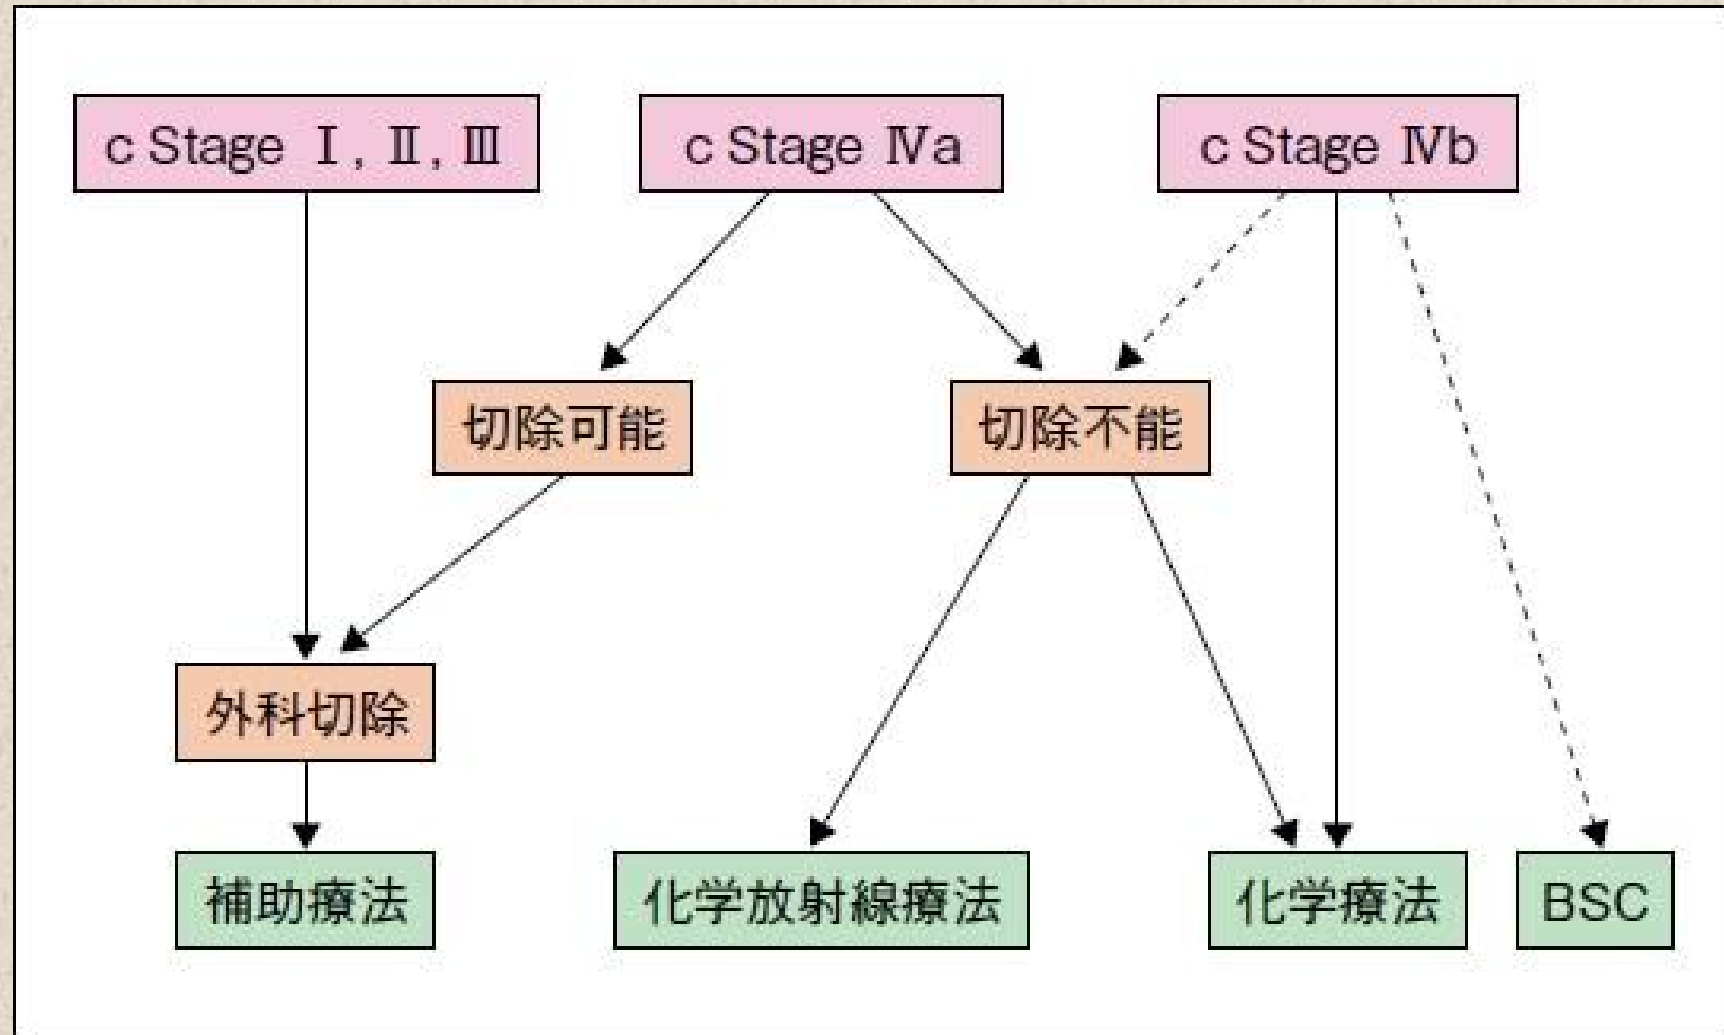 c Stage Ⅰ, Ⅱ, Ⅲ
c Stage Ⅳa
c Stage Ⅳb
切除可能
切除不能
外科切除
補助療法
化学放射線療法
化学療法
BSC